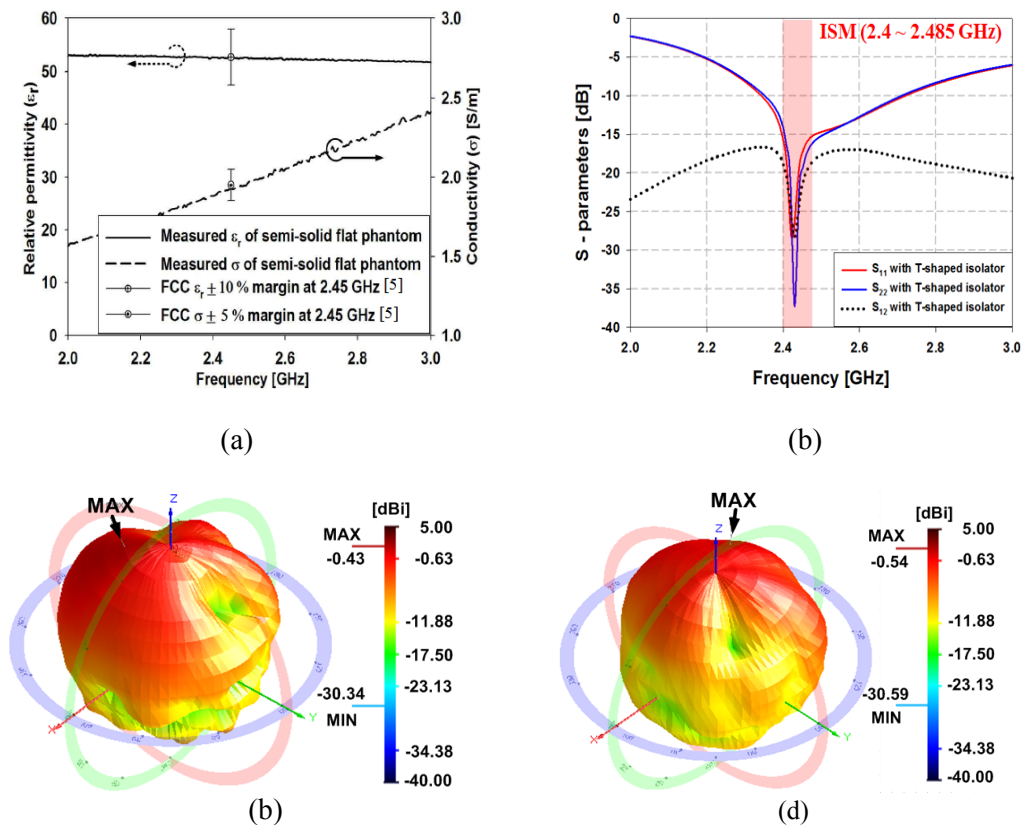 60
50
40
30
20
10
0
Relative permittivity (εr)
3.0
2.5
2.0
1.5
1.0
Conductivity (σ) [S/m]
Measured εr of semi-solid flat phantom
Measured σ of semi-solid flat phantom
FCC εr ± 10 % margin at 2.45 GHz [5]
FCC σ ± 5 % margin at 2.45 GHz [5]
2.0 2.2 2.4 2.6 2.8 3.0
Frequency [GHz]
(a)
ISM (2.4 ~ 2.485 GHz)
0
-5
-10
-15
-20
-25
-30
-35
-40
S - parameters [dB]
S11 with T-shaped isolator
S22 with T-shaped isolator
S12 with T-shaped isolator
2.0 2.2 2.4 2.6 2.8 3.0
Frequency [GHz]
(b)
MAX
Z
X
Y
[dBi]
MAX
-0.43
-30.34
MIN
5.00
-0.63
-11.88
-17.50
-23.13
-34.38
-40.00
(b)
MAX
Z
X
Y
[dBi]
MAX
-0.54
-30.59
MIN
5.00
-0.63
-11.88
-17.50
-23.13
-34.38
-40.00
(d)